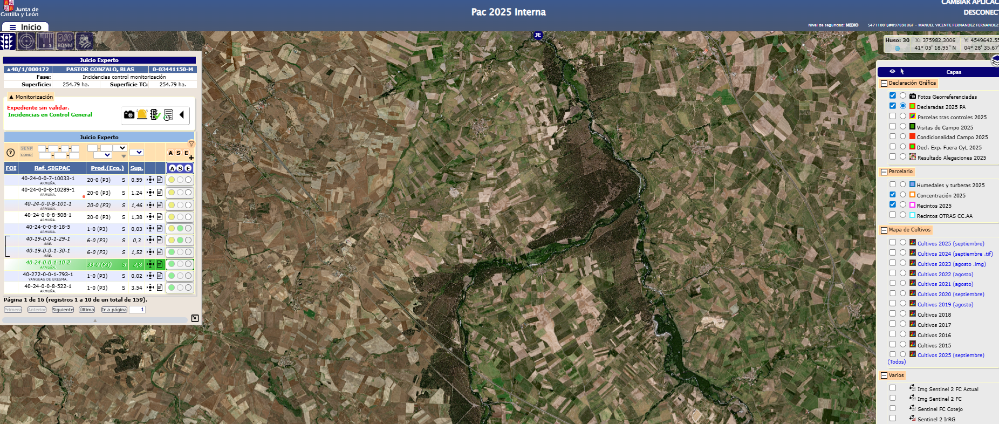 Junta de
Castilla y León
Pac 2025 Interna
CAMBIAR APLICAC
DESCONECT
Inicio
Nivel de seguridad: MEDIO 54711001J@09789886F - MANUEL VICENTE FERNANDEZ FERNANDEZ
RQNM
JE
Huso: 30 X: 375982.3006 Y: 4549642.55
41° 05' 18.95" N 04° 28' 35.67"
Juicio Experto
▲40/1/000172 PASTOR GONZALO, BLAS 0-03441150-M
Fase: Incidencias control monitorización
Superficie: 254.79 ha. Superficie TC: 254.79 ha.
▲ Monitorización
Expediente sin validar.
Incidencias en Control General
Juicio Experto
SENP
COND
A S E
FOI Ref. SIGPAC Prod.(Eco.) Sup. A S E
40-24-0-0-7-10033-1 20-0 (P3) S 0,59
ARMUÑA.
40-24-0-0-8-10289-1 20-0 (P3) S 1,24
ARMUÑA.
40-24-0-0-8-101-1 20-0 (P3) S 1,46
ARMUÑA.
40-24-0-0-8-508-1 20-0 (P3) S 1,38
ARMUÑA.
40-24-0-0-8-18-5 1-0 (P3) S 0,03
ARMUÑA.
40-19-0-0-1-29-1 6-0 (P3) S 0,3
AÑE.
40-19-0-0-1-30-1 6-0 (P3) S 1,52
AÑE.
40-24-0-0-1-10-2 33-0 (P3) S 2,8
ARMUÑA.
40-272-0-0-1-793-1 1-0 (P3) S 0,02
YANGUAS DE ERESMA.
40-24-0-0-8-522-1 1-0 (P3) S 3,54
ARMUÑA.
Página 1 de 16 (registros 1 a 10 de un total de 159).
Primera Anterior Siguiente Última Ir a página 1
Capas
Declaración Gráfica
Fotos Georreferenciadas
Declaradas 2025 PA
Parcelas tras controles 2025
Visitas de Campo 2025
Condicionalidad Campo 2025
Decl. Exp. Fuera CyL 2025
Resultado Alegaciones 2025
Parcelario
Humedales y turberas 2025
Concentración 2025
Recintos 2025
Recintos OTRAS CC.AA
Mapa de Cultivos
Cultivos 2025 (septiembre)
Cultivos 2024 (septiembre .tif)
Cultivos 2023 (agosto .img)
Cultivos 2022 (agosto)
Cultivos 2021 (agosto)
Cultivos 2020 (septiembre)
Cultivos 2019 (agosto)
Cultivos 2018
Cultivos 2017
Cultivos 2016
Cultivos 2015
Cultivos 2025 (septiembre)
(Todos)
Varios
Img Sentinel 2 FC Actual
Img Sentinel 2 FC
Sentinel FC Cotejo
Sentinel 2 IrRG